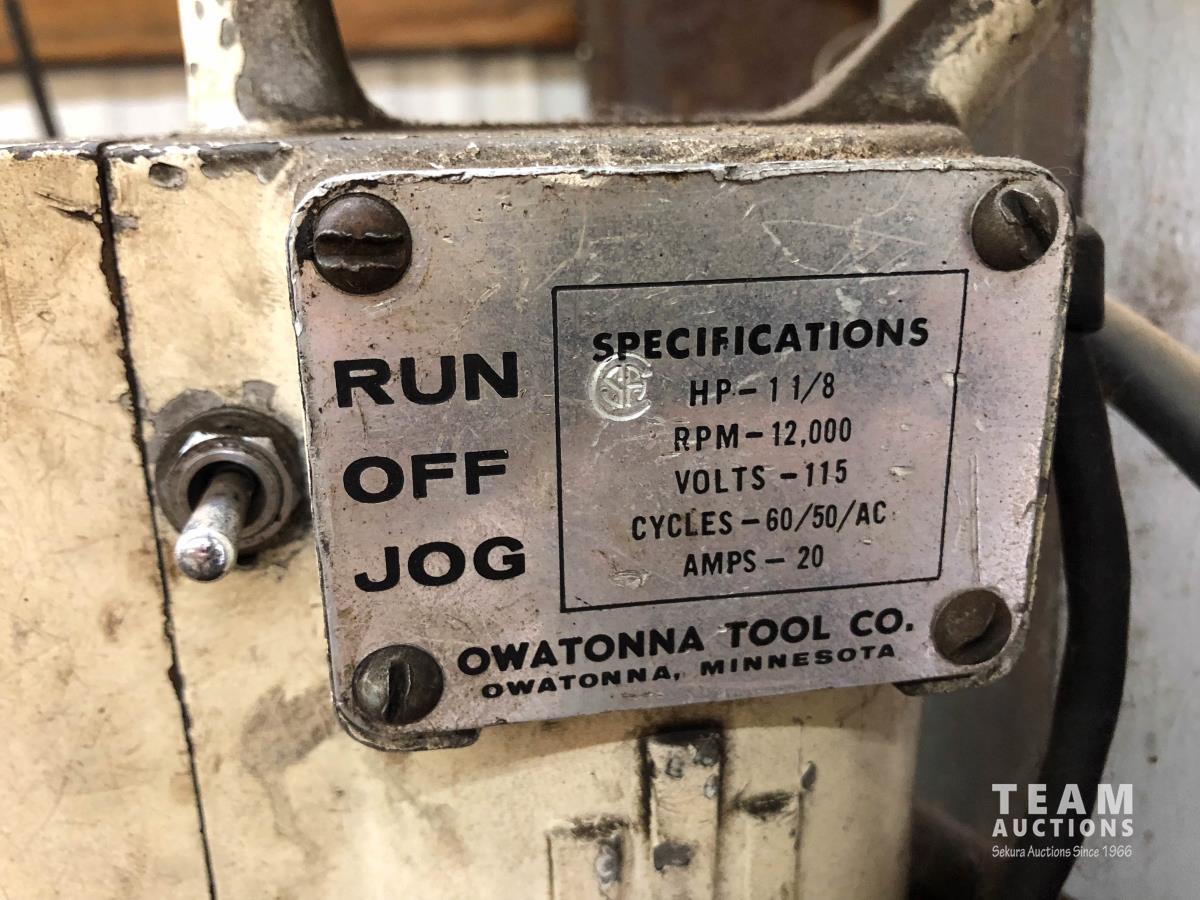 RUN
OFF
JOG
SPECIFICATIONS
HP-1 1/8
RPM-12,000
VOLTS-115
CYCLES-60/50/AC
AMPS-20
OWATONNA TOOL CO.
OWATONNA, MINNESOTA
TEAM
AUCTIONS
Sekura Auctions Since 1966